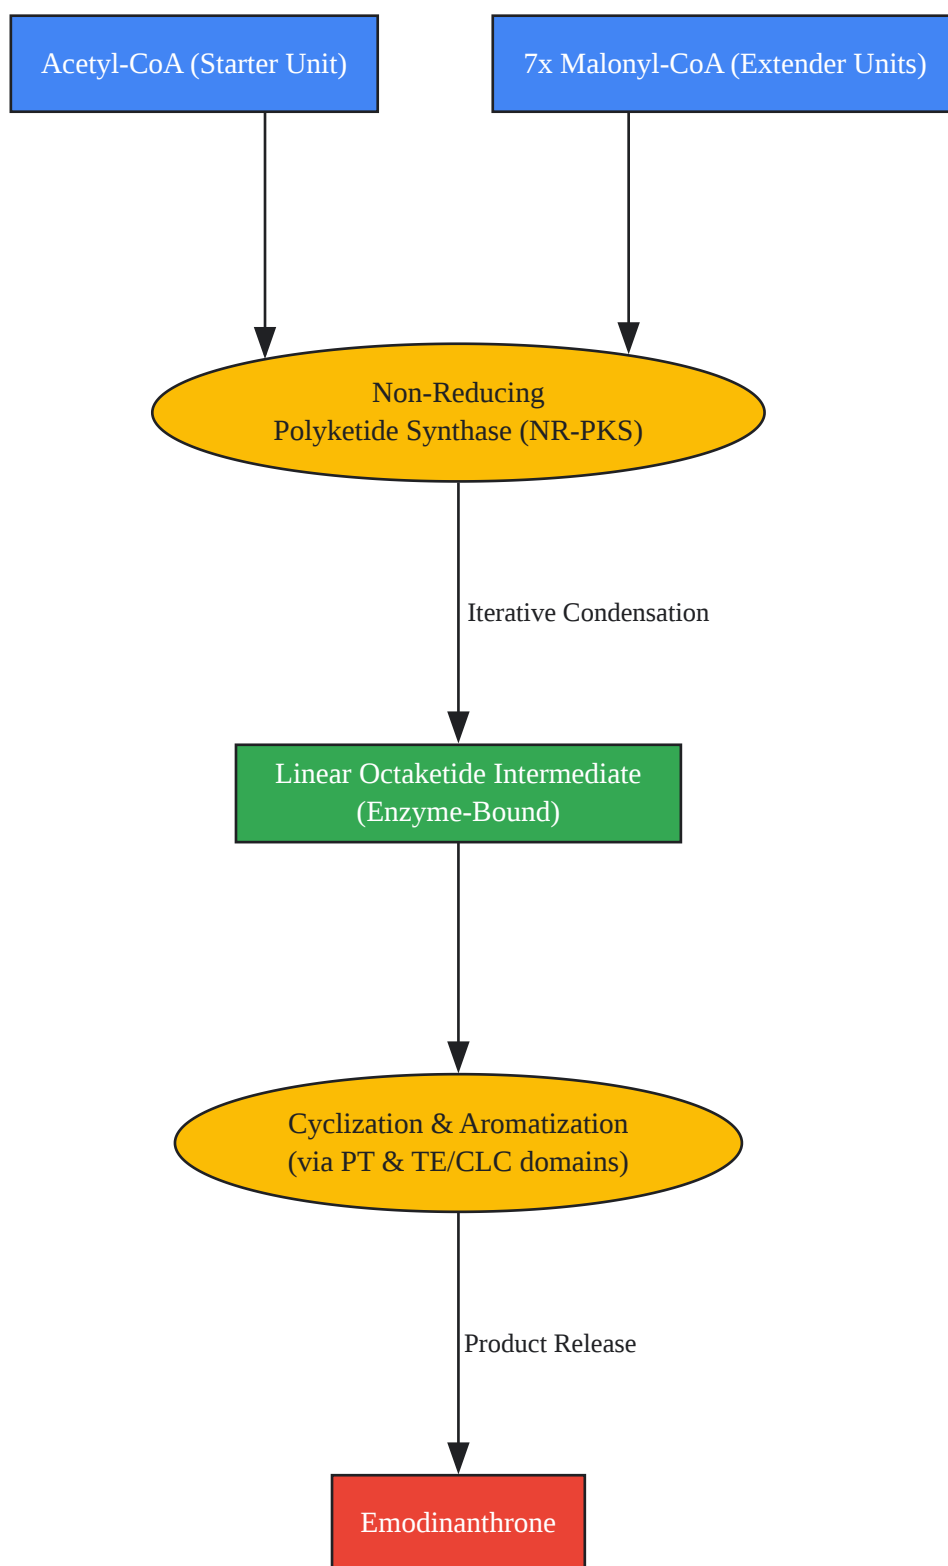 Acetyl-CoA (Starter Unit)
7x Malonyl-CoA (Extender Units)
Non-Reducing
Polyketide Synthase (NR-PKS)
Iterative Condensation
Linear Octaketide Intermediate
(Enzyme-Bound)
Cyclization & Aromatization
(via PT & TE/CLC domains)
Product Release
Emodinanthrone